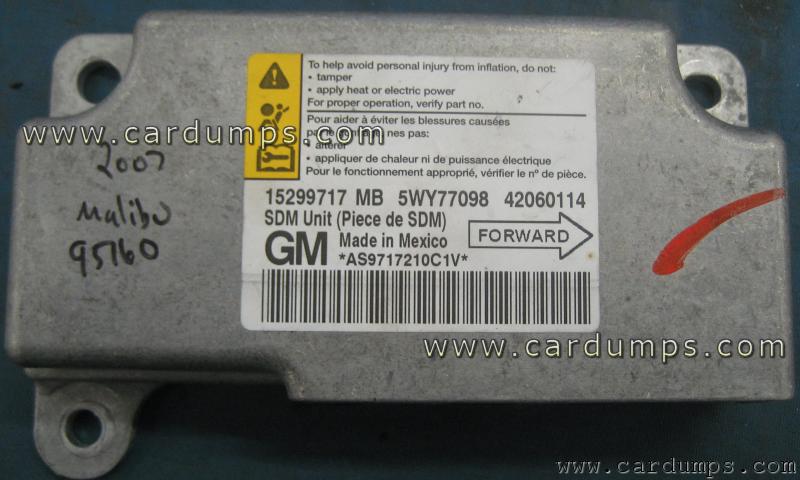 To help avoid personal injury from inflation, do not:
• tamper
• apply heat or electric power
For proper operation, verify part no.
Pour aider à éviter les blessures causées
nes pas:
• altérer
• appliquer de chaleur ni de puissance électrique
Pour le fonctionnement approprié, vérifier le nº de pièce.
www.cardumps.com
2007
Malibu
95760
15299717 MB 5WY77098 42060114
SDM Unit (Piece de SDM)
GM Made in Mexico
FORWARD
*AS9717210C1V*
www.cardumps.com
www.cardumps.com